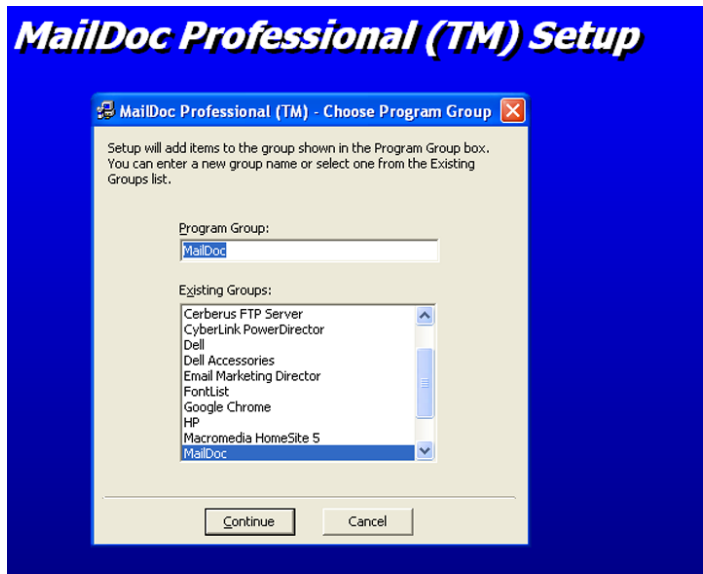 MailDoc Professional (TM) Setup
MailDoc Professional (TM) - Choose Program Group
Setup will add items to the group shown in the Program Group box.
You can enter a new group name or select one from the Existing
Groups list.
Program Group:
MailDoc
Existing Groups:
Cerberus FTP Server
CyberLink PowerDirector
Dell
Dell Accessories
Email Marketing Director
FontList
Google Chrome
HP
Macromedia HomeSite 5
MailDoc
Continue
Cancel